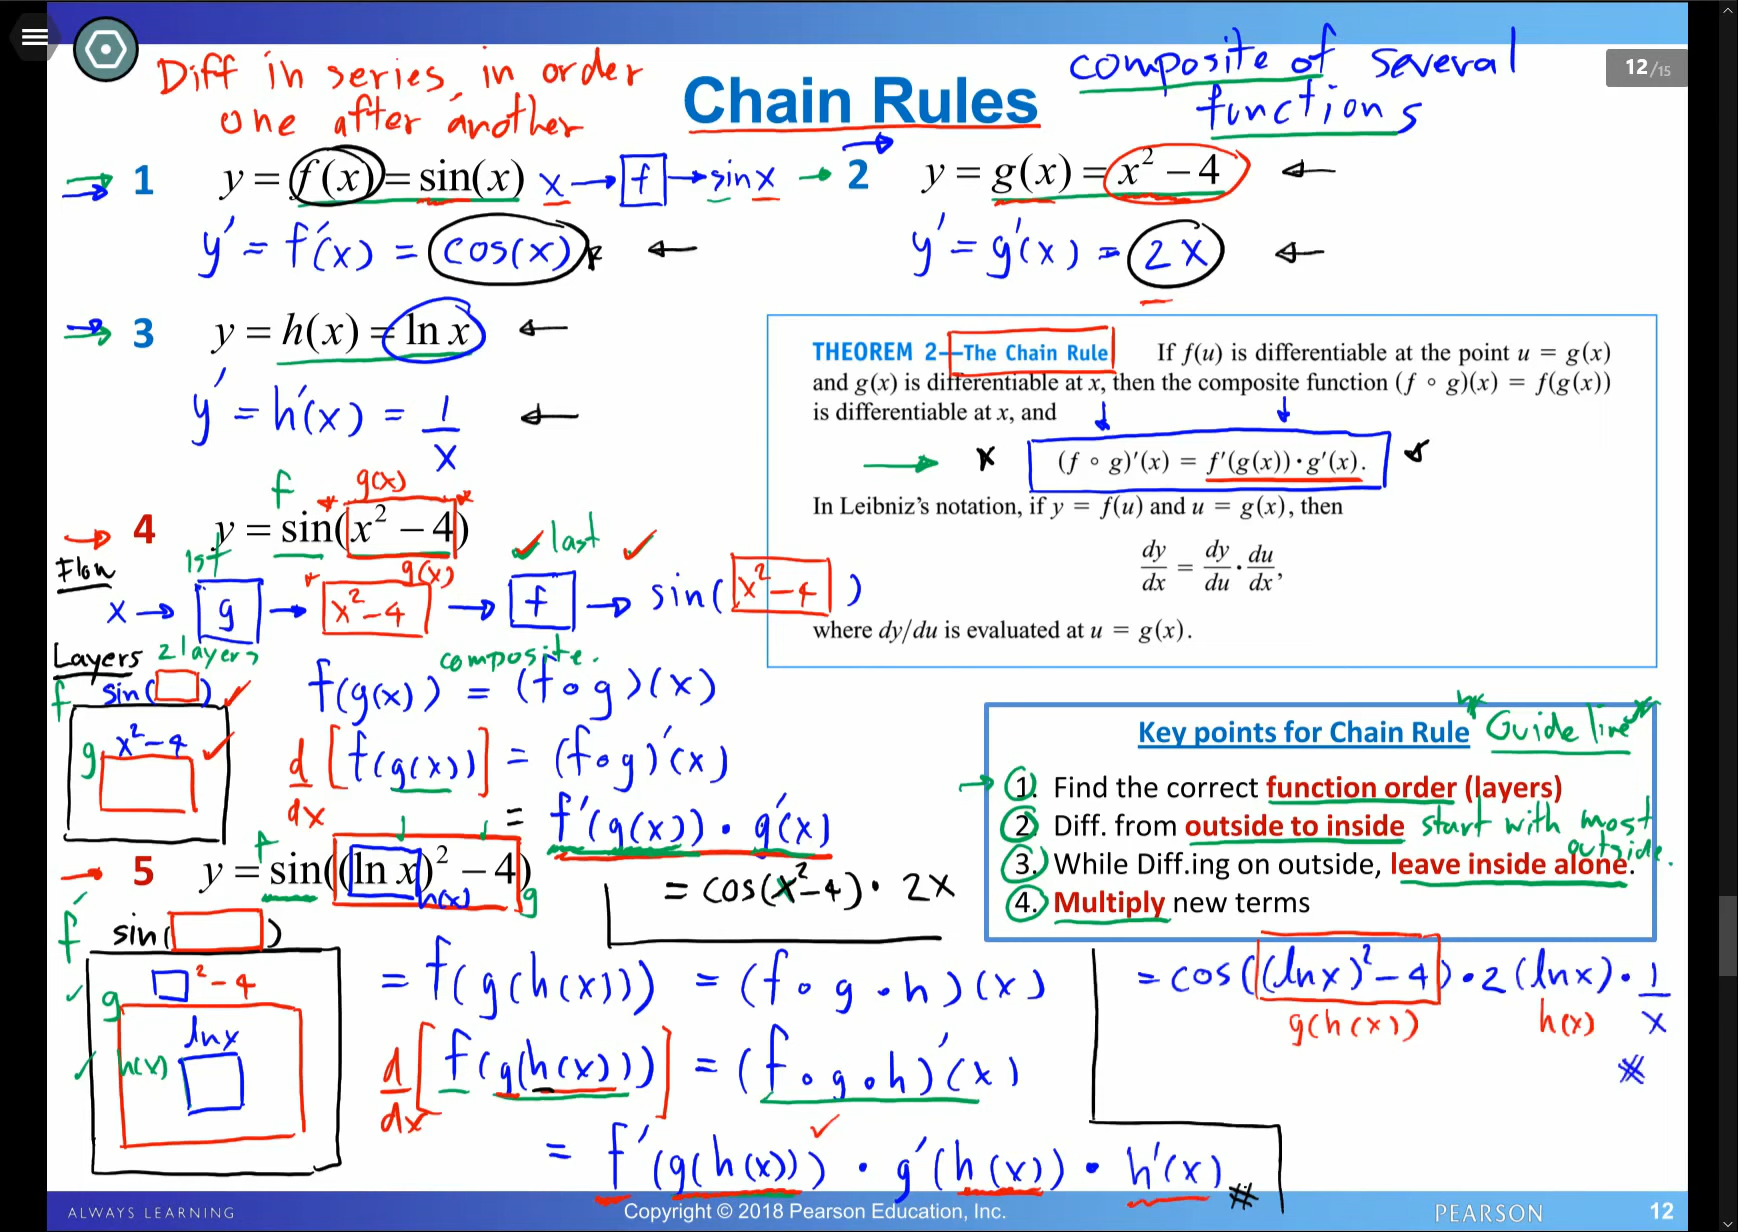 Diff in series, in order
one after another
Chain Rules
composite of several
functions
12/15
1 y = f(x) = sin(x) x → f → sin x
2 y = g(x) = x² − 4
y' = f'(x) = cos(x)
y' = g'(x) = 2x
3 y = h(x) = ln x
y' = h'(x) = 1/x
THEOREM 2—The Chain Rule If f(u) is differentiable at the point u = g(x)
and g(x) is differentiable at x, then the composite function (f ∘ g)(x) = f(g(x))
is differentiable at x, and
(f ∘ g)'(x) = f'(g(x)) · g'(x).
In Leibniz's notation, if y = f(u) and u = g(x), then
dy/dx = dy/du · du/dx,
where dy/du is evaluated at u = g(x).
f g(x)
4 y = sin(x² − 4)
1st g(x) last
Flow
x → g → x²−4 → f → sin(x²−4)
Layers 2 layers
composite.
f sin( )
g x²−4
f(g(x)) = (f∘g)(x)
d/dx [f(g(x))] = (f∘g)'(x)
= f'(g(x)) · g'(x)
= cos(x²−4) · 2x
Key points for Chain Rule Guide line
1. Find the correct function order (layers)
2. Diff. from outside to inside start with most outside.
3. While Diff.ing on outside, leave inside alone.
4. Multiply new terms
f
5 y = sin((ln x)² − 4)
h(x) g
f sin( )
g □²−4
h(x) ln x
= f(g(h(x))) = (f∘g∘h)(x)
d/dx [f(g(h(x)))] = (f∘g∘h)'(x)
= f'(g(h(x))) · g'(h(x)) · h'(x) #
= cos((lnx)²−4) · 2(lnx) · 1/x
g(h(x)) h(x)
#
ALWAYS LEARNING
Copyright © 2018 Pearson Education, Inc.
PEARSON
12